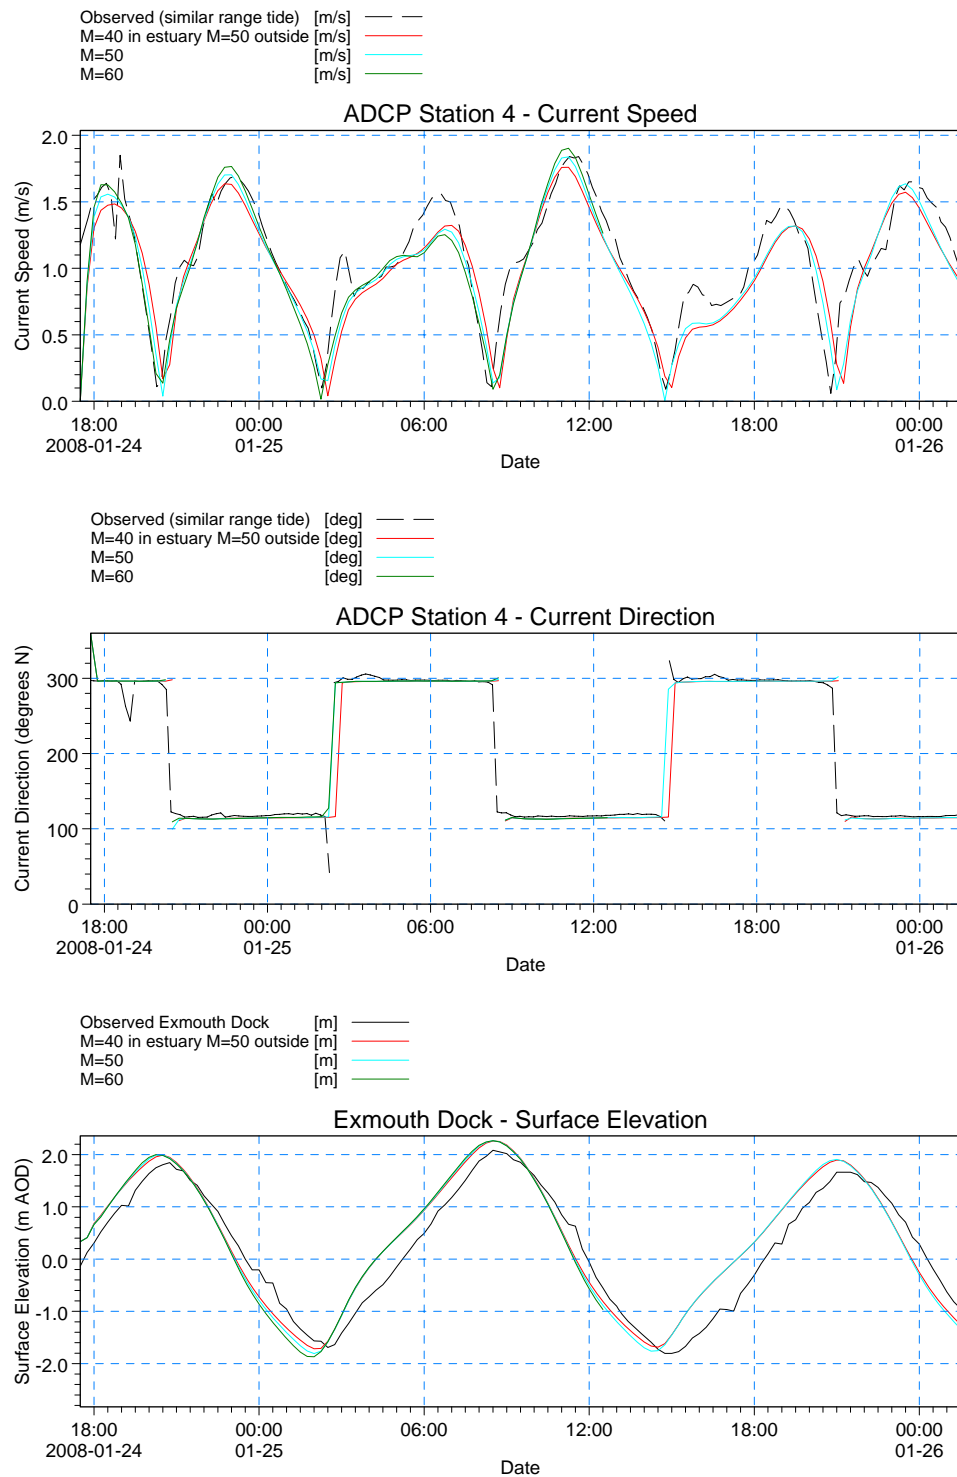 Observed (similar range tide) [m/s]
M=40 in estuary M=50 outside [m/s]
M=50 [m/s]
M=60 [m/s]
ADCP Station 4 - Current Speed
Current Speed (m/s)
2.0
1.5
1.0
0.5
0.0
18:00 00:00 06:00 12:00 18:00 00:00
2008-01-24 01-25 01-26
Date
Observed (similar range tide) [deg]
M=40 in estuary M=50 outside [deg]
M=50 [deg]
M=60 [deg]
ADCP Station 4 - Current Direction
Current Direction (degrees N)
300
200
100
0
18:00 00:00 06:00 12:00 18:00 00:00
2008-01-24 01-25 01-26
Date
Observed Exmouth Dock [m]
M=40 in estuary M=50 outside [m]
M=50 [m]
M=60 [m]
Exmouth Dock - Surface Elevation
Surface Elevation (m AOD)
2.0
1.0
0.0
-1.0
-2.0
18:00 00:00 06:00 12:00 18:00 00:00
2008-01-24 01-25 01-26
Date